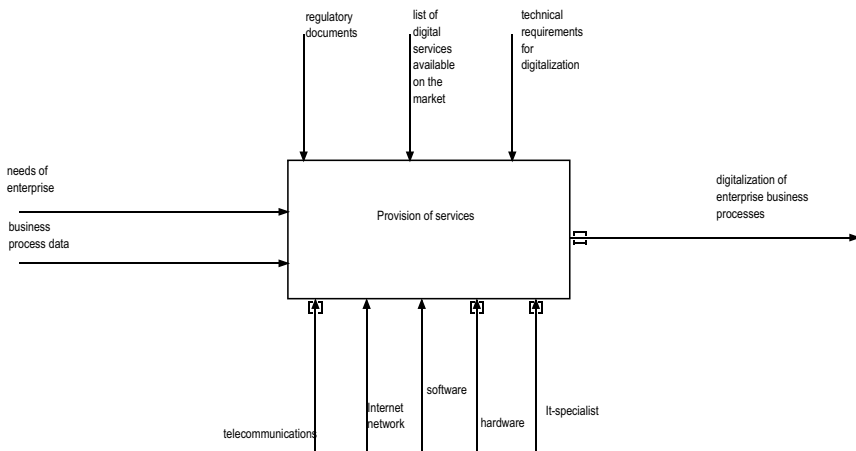 regulatory
documents
list of
digital
services
available
on the
market
technical
requirements
for
digitalization
needs of
enterprise
business
process data
Provision of services
digitalization of
enterprise business
processes
telecommunications
Internet
network
software
hardware
It-specialist